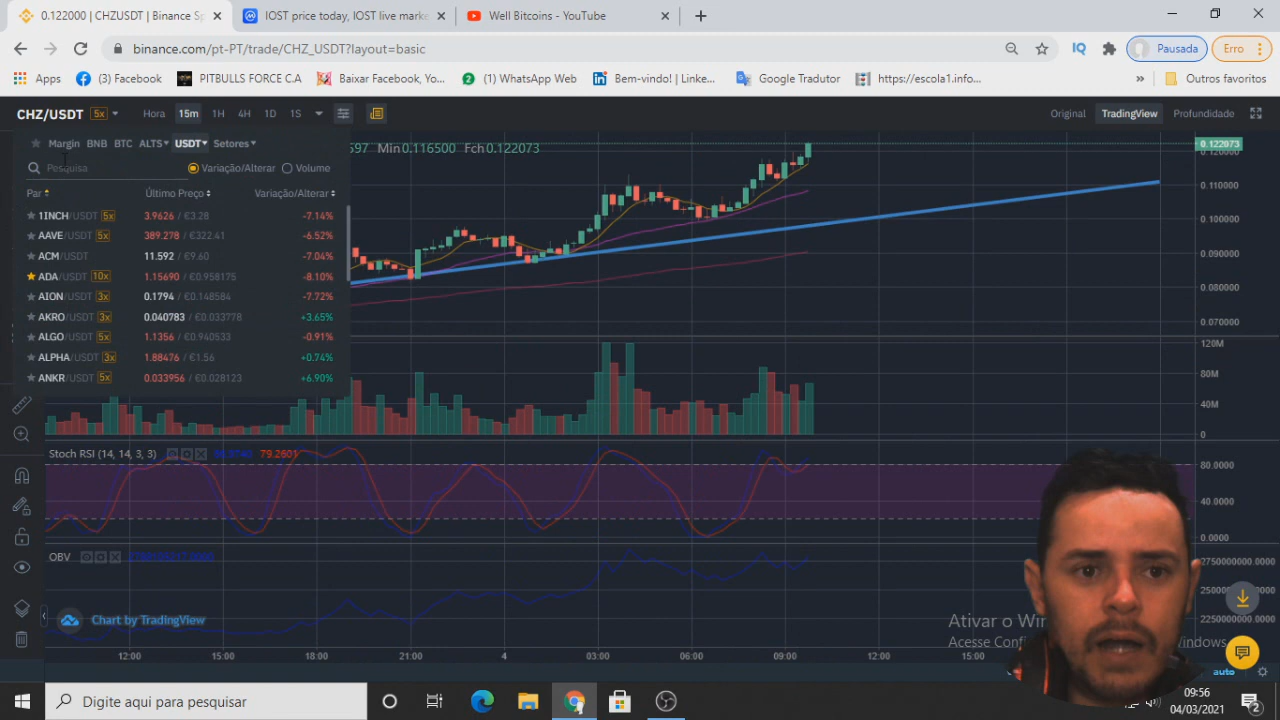 0.122000 | CHZUSDT | Binance Sp
IOST price today, IOST live marke
Well Bitcoins - YouTube
binance.com/pt-PT/trade/CHZ_USDT?layout=basic
Pausada
Erro
Apps
(3) Facebook
PITBULLS FORCE C.A
Baixar Facebook, Yo...
(1) WhatsApp Web
Bem-vindo! | Linke...
Google Tradutor
https://escola1.info...
»
Outros favoritos
CHZ/USDT 5x
Hora 15m 1H 4H 1D 1S
Original TradingView Profundidade
Margin BNB BTC ALTS USDT Setores
597 Min0.116500 Fch0.122073
Pesquisa Variação/Alterar Volume
Par Último Preço Variação/Alterar
1INCH/USDT 5x 3.9626 / €3.28 -7.14%
AAVE/USDT 5x 389.278 / €322.41 -6.52%
ACM/USDT 11.592 / €9.60 -7.04%
ADA/USDT 10x 1.15690 / €0.958175 -8.10%
AION/USDT 3x 0.1794 / €0.148584 -7.72%
AKRO/USDT 3x 0.040783 / €0.033778 +3.65%
ALGO/USDT 5x 1.1356 / €0.940533 -0.91%
ALPHA/USDT 3x 1.88476 / €1.56 +0.74%
ANKR/USDT 5x 0.033956 / €0.028123 +6.90%
0.122073
0.120000
0.110000
0.100000
0.090000
0.080000
0.070000
120M
80M
40M
0
Stoch RSI (14, 14, 3, 3) 79.2601
80.0000
40.0000
0.0000
OBV
2750000000.0000
Chart by TradingView
Ativar o Win
Acesse Confi
Windows.
12:00 15:00 18:00 21:00 4 03:00 06:00 09:00 12:00 15:00
auto
Digite aqui para pesquisar
09:56
04/03/2021
2